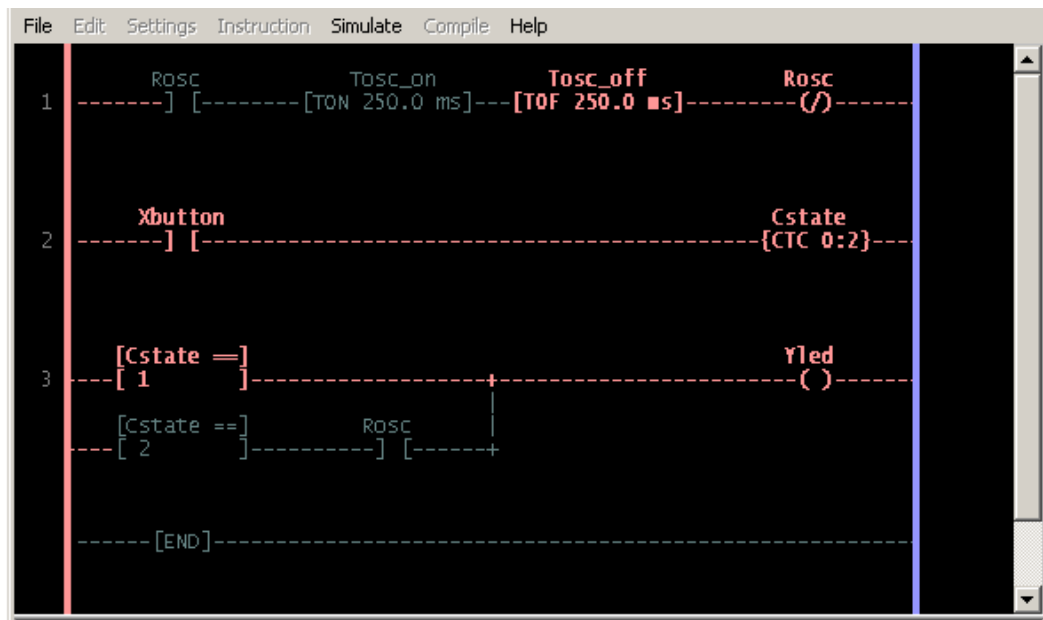 File Edit Settings Instruction Simulate Compile Help
Rosc Tosc_on Tosc_off Rosc
1 -------] [--------[TON 250.0 ms]---[TOF 250.0 ms]---------(/)------
Xbutton Cstate
2 -------] [---------------------------------------------{CTC 0:2}----
[Cstate ==] Yled
3 ----[ 1 ]----------------+--------------------( )------
[Cstate ==] Rosc
----[ 2 ]----------] [------+
------[END]----------------------------------------------